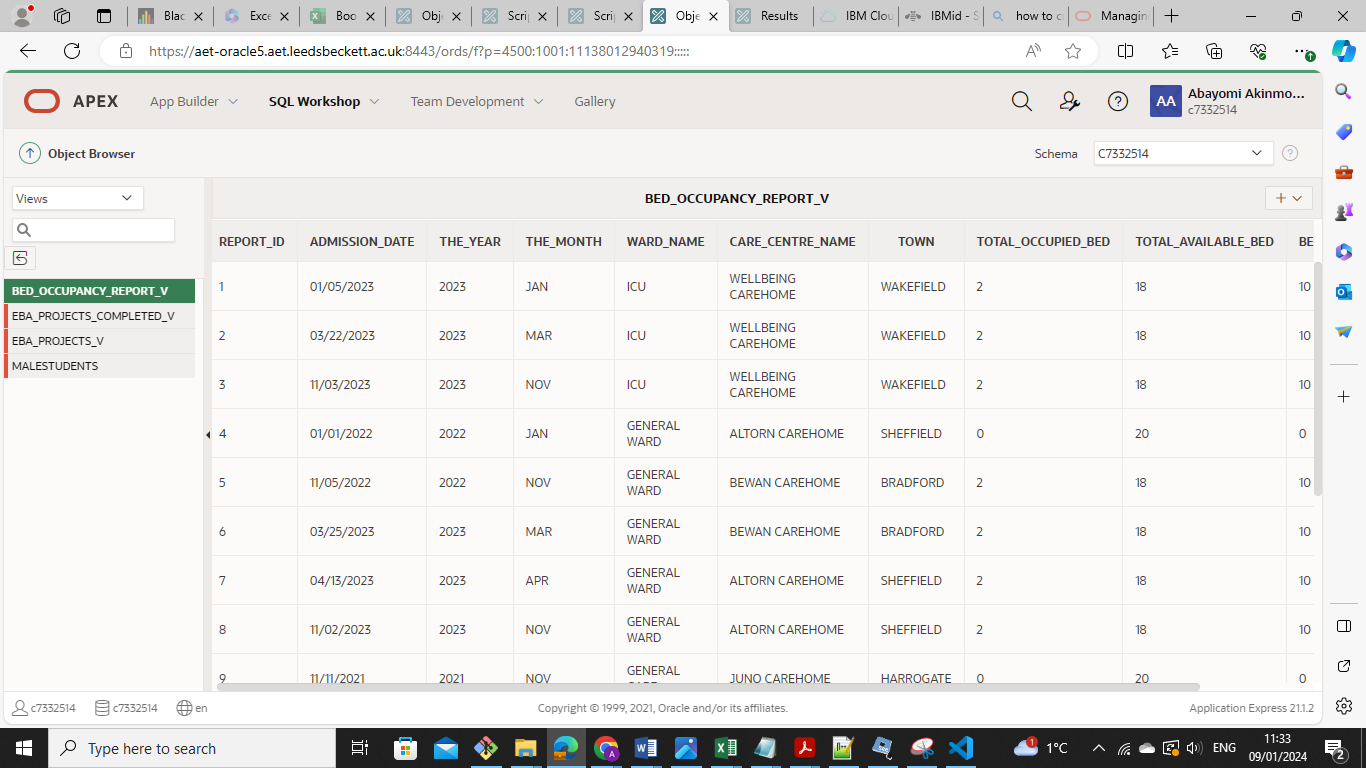 Blac
Exce
Boo
Obje
Scrip
Scrip
Obje
Results
IBM Clou
IBMid - S
how to c
Managin
https://aet-oracle5.aet.leedsbeckett.ac.uk:8443/ords/f?p=4500:1001:11138012940319:::::
APEX
App Builder
SQL Workshop
Team Development
Gallery
AA
Abayomi Akinmo...
c7332514
Object Browser
Schema
C7332514
Views
BED_OCCUPANCY_REPORT_V
EBA_PROJECTS_COMPLETED_V
EBA_PROJECTS_V
MALESTUDENTS
BED_OCCUPANCY_REPORT_V
REPORT_ID ADMISSION_DATE THE_YEAR THE_MONTH WARD_NAME CARE_CENTRE_NAME TOWN TOTAL_OCCUPIED_BED TOTAL_AVAILABLE_BED BE
1 01/05/2023 2023 JAN ICU WELLBEING CAREHOME WAKEFIELD 2 18 10
2 03/22/2023 2023 MAR ICU WELLBEING CAREHOME WAKEFIELD 2 18 10
3 11/03/2023 2023 NOV ICU WELLBEING CAREHOME WAKEFIELD 2 18 10
4 01/01/2022 2022 JAN GENERAL WARD ALTORN CAREHOME SHEFFIELD 0 20 0
5 11/05/2022 2022 NOV GENERAL WARD BEWAN CAREHOME BRADFORD 2 18 10
6 03/25/2023 2023 MAR GENERAL WARD BEWAN CAREHOME BRADFORD 2 18 10
7 04/13/2023 2023 APR GENERAL WARD ALTORN CAREHOME SHEFFIELD 2 18 10
8 11/02/2023 2023 NOV GENERAL WARD ALTORN CAREHOME SHEFFIELD 2 18 10
9 11/11/2021 2021 NOV GENERAL JUNO CAREHOME HARROGATE 0 20 0
c7332514
c7332514
en
Copyright © 1999, 2021, Oracle and/or its affiliates.
Application Express 21.1.2
Type here to search
1°C
ENG
11:33
09/01/2024
2